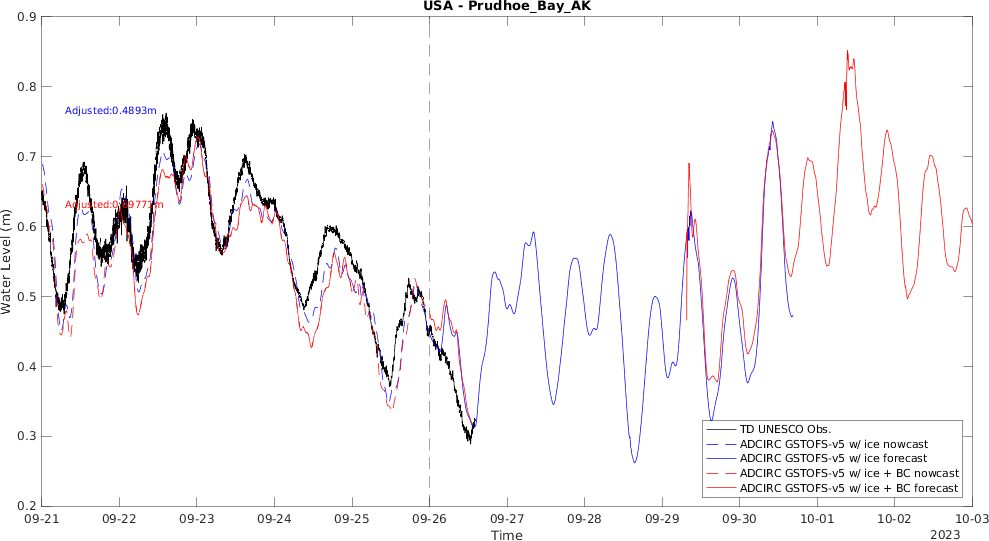 USA - Prudhoe_Bay_AK
0.9
0.8
0.7
0.6
0.5
0.4
0.3
0.2
Water Level (m)
Adjusted:0.4893m
TD UNESCO Obs.
ADCIRC GSTOFS-v5 w/ ice nowcast
ADCIRC GSTOFS-v5 w/ ice forecast
ADCIRC GSTOFS-v5 w/ ice + BC nowcast
ADCIRC GSTOFS-v5 w/ ice + BC forecast
09-21 09-22 09-23 09-24 09-25 09-26 09-27 09-28 09-29 09-30 10-01 10-02 10-03
Time
2023